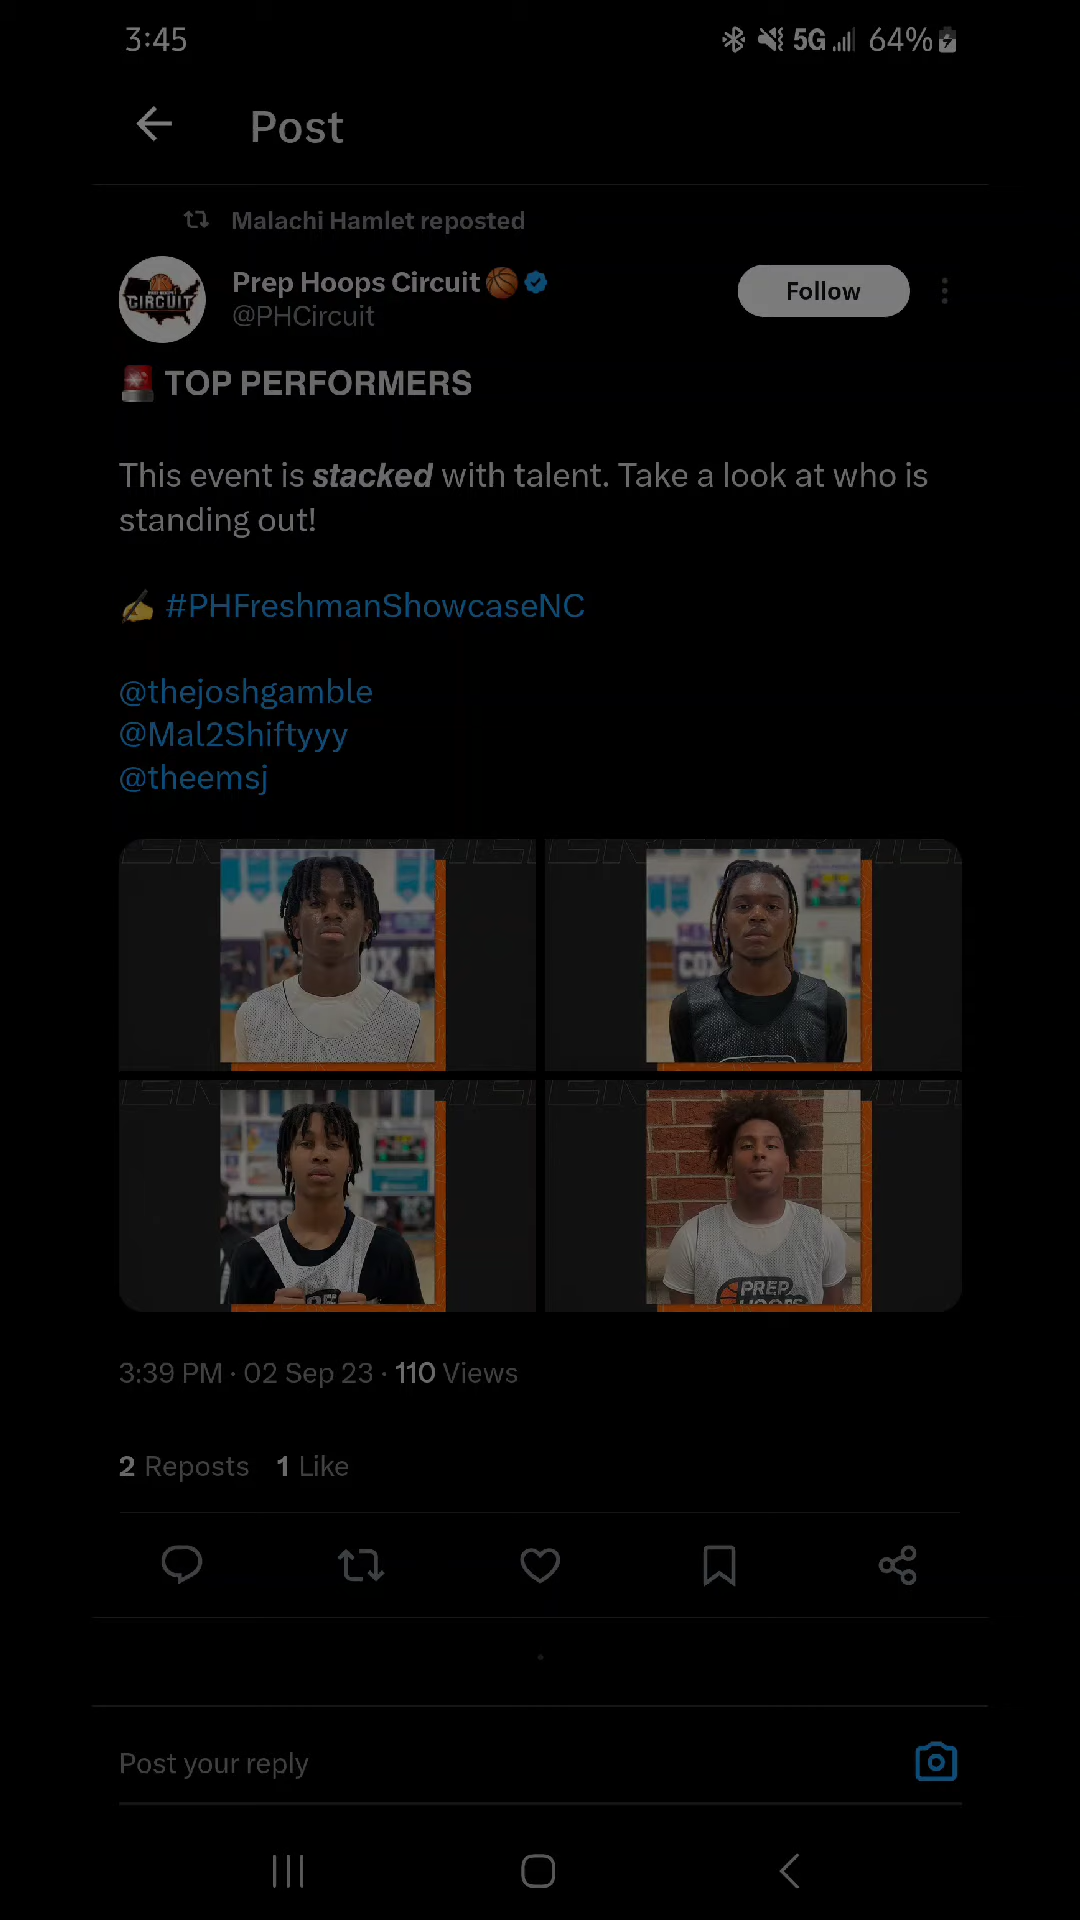 3:45
5G 64%
Post
Malachi Hamlet reposted
Prep Hoops Circuit
@PHCircuit
Follow
CIRCUIT
TOP PERFORMERS
This event is stacked with talent. Take a look at who is
standing out!
#PHFreshmanShowcaseNC
@thejoshgamble
@Mal2Shiftyyy
@theemsj
PREP
HOOPS
3:39 PM · 02 Sep 23 · 110 Views
2 Reposts 1 Like
Post your reply